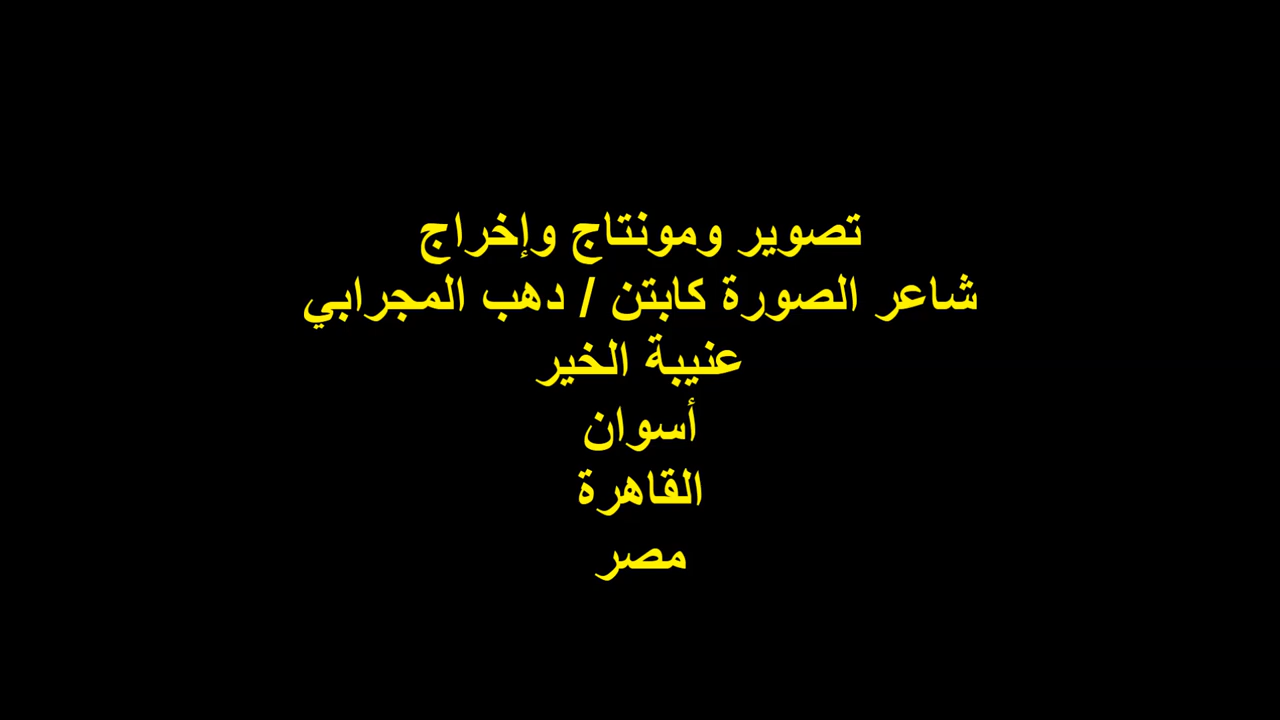 تصوير ومونتاج وإخراج
شاعر الصورة كابتن / دهب المجرابي
عنيبة الخير
أسوان
القاهرة
مصر